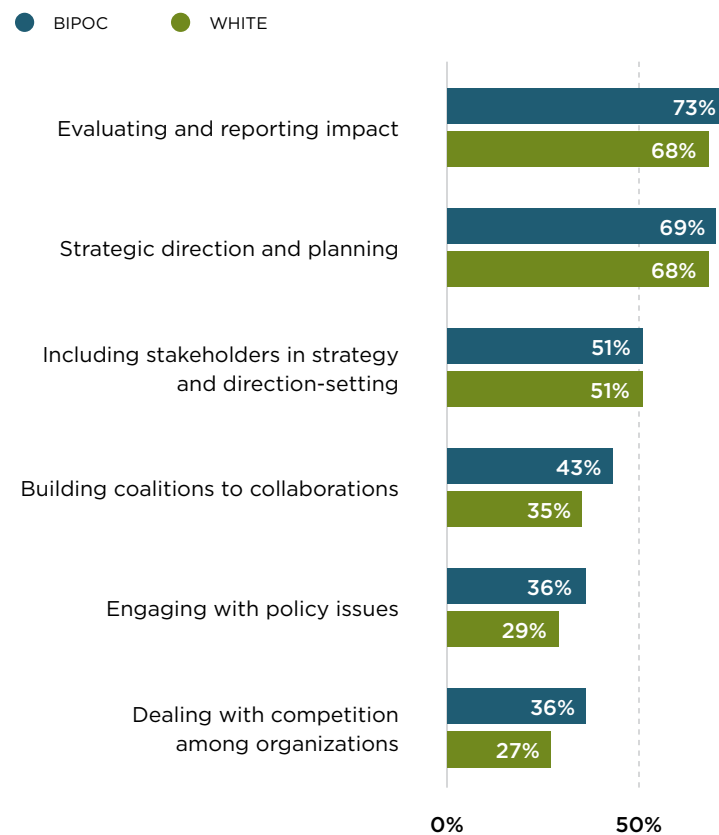 BIPOC WHITE
Evaluating and reporting impact
73%
68%
Strategic direction and planning
69%
68%
Including stakeholders in strategy
and direction-setting
51%
51%
Building coalitions to collaborations
43%
35%
Engaging with policy issues
36%
29%
Dealing with competition
among organizations
36%
27%
0% 50%